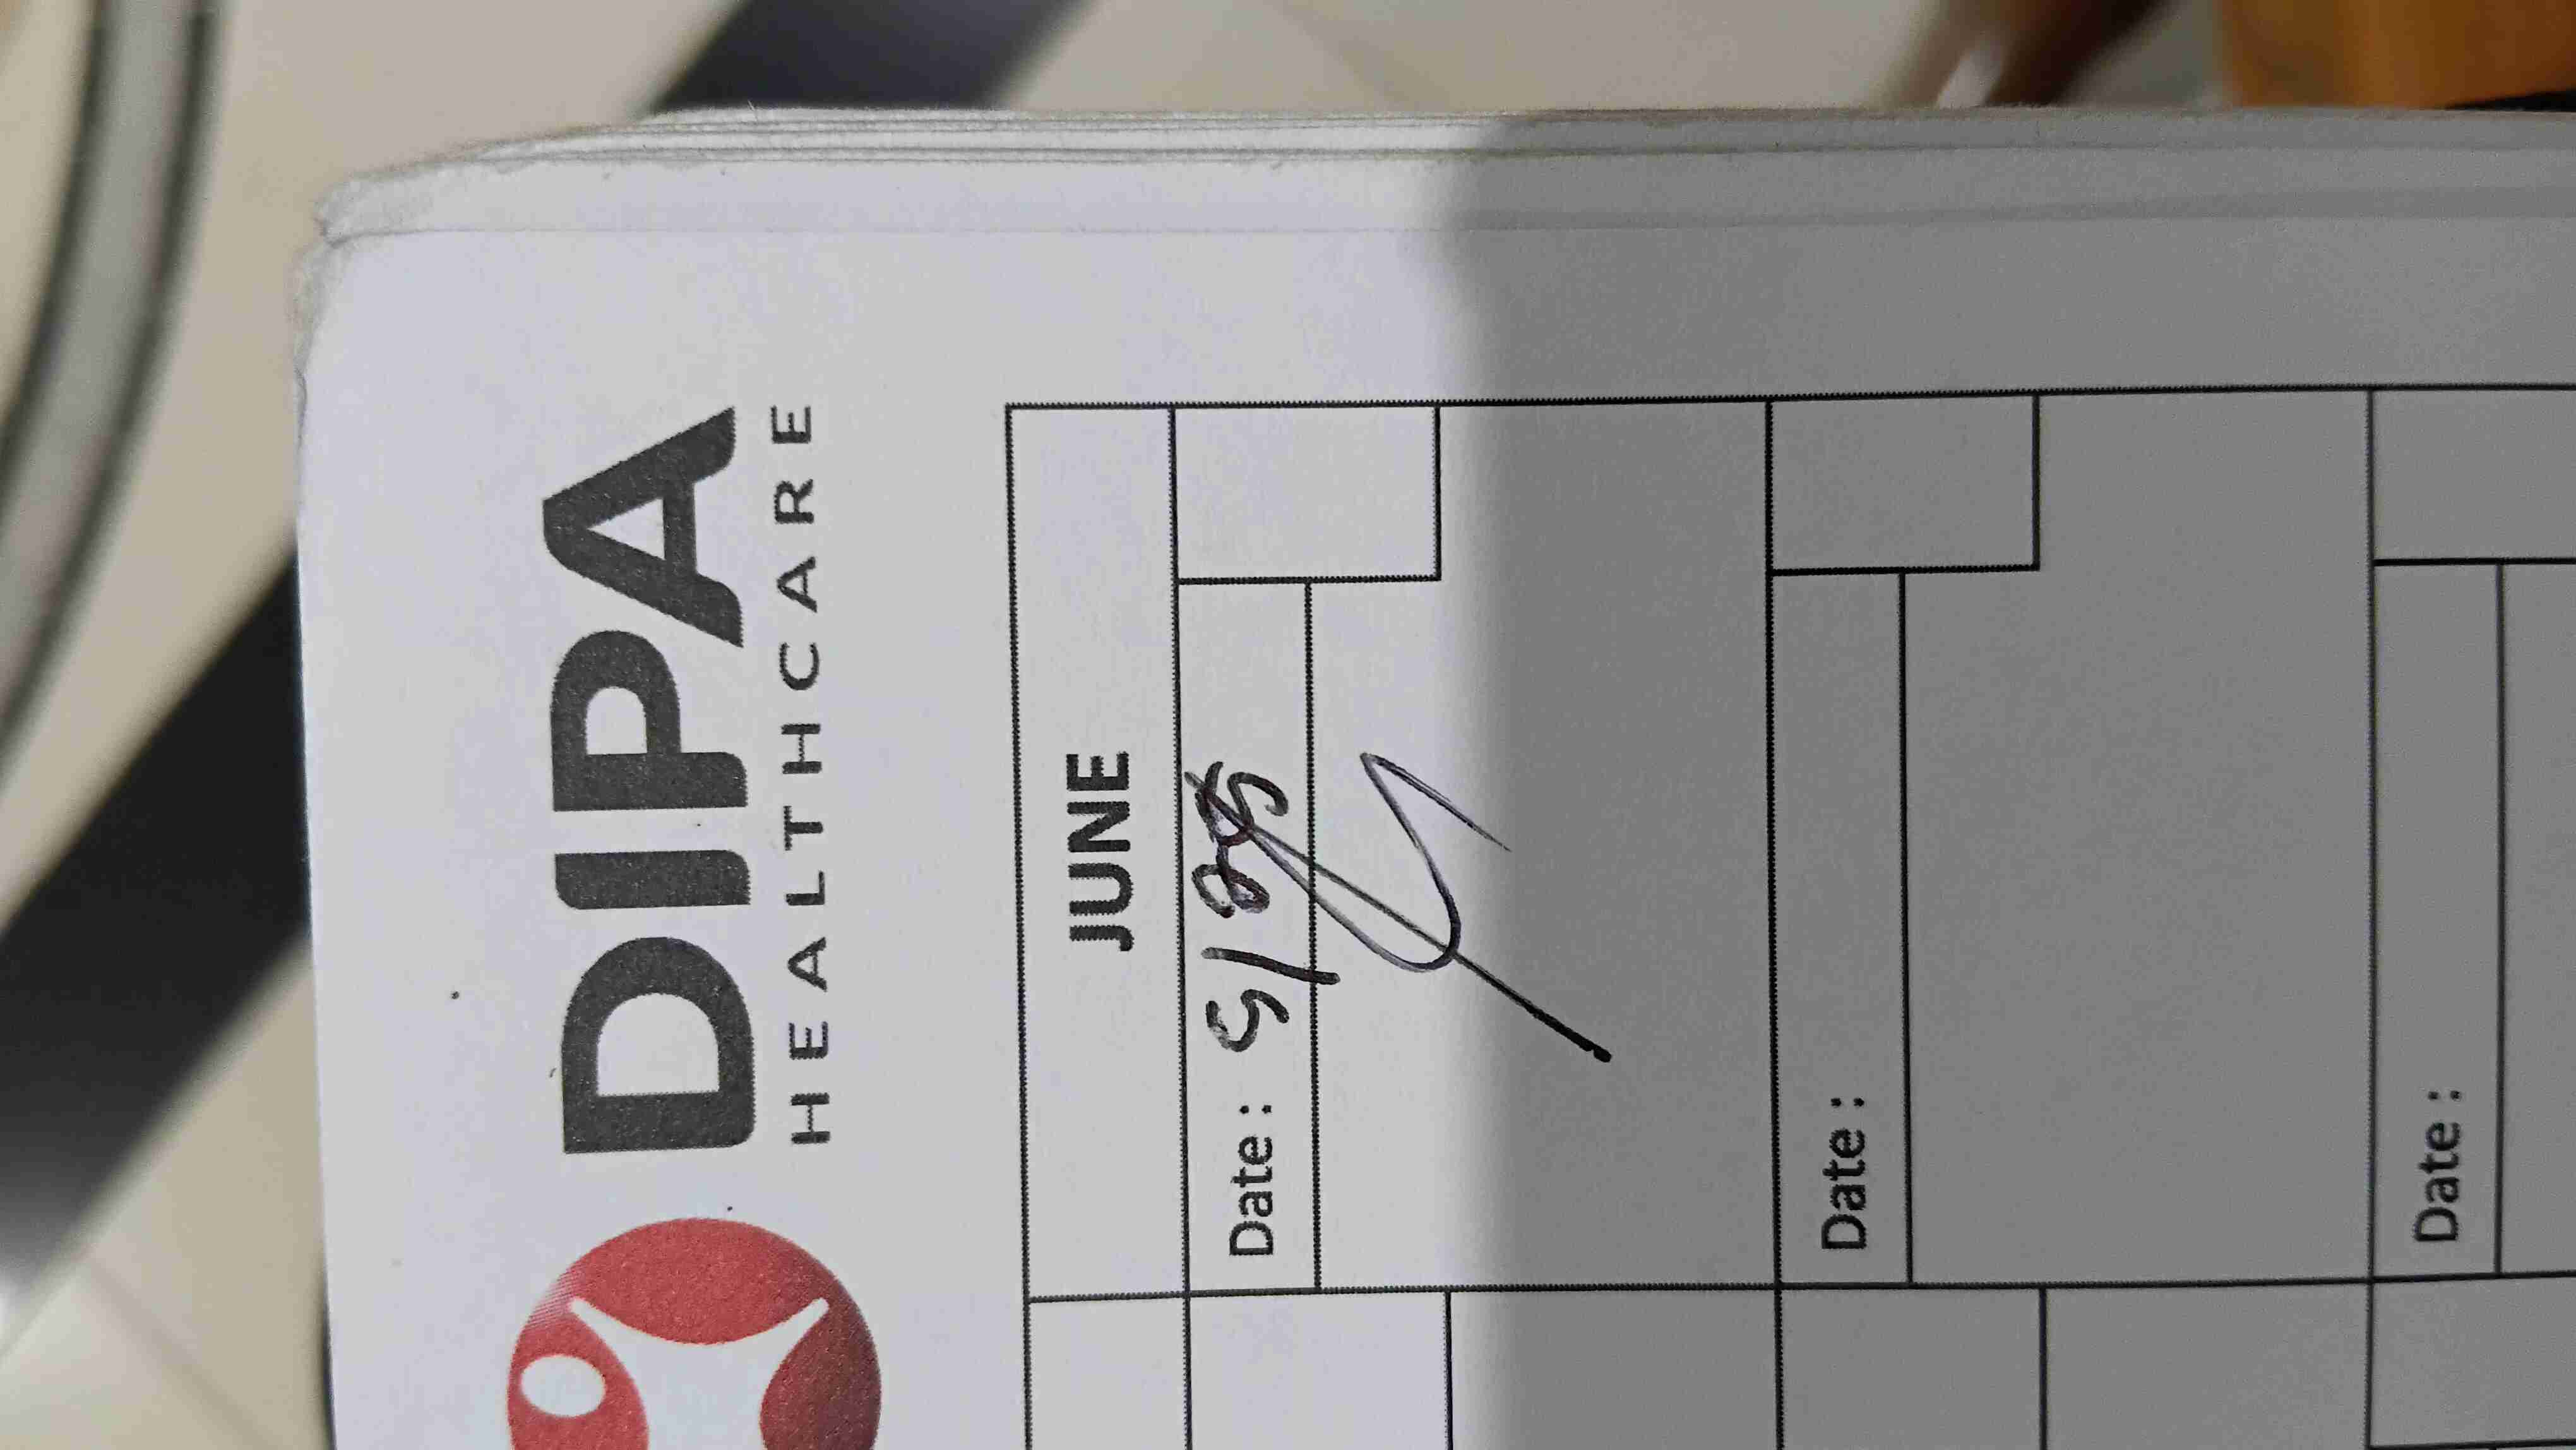 DIPA
HEALTHCARE
JUNE
Date :
Date :
Date :